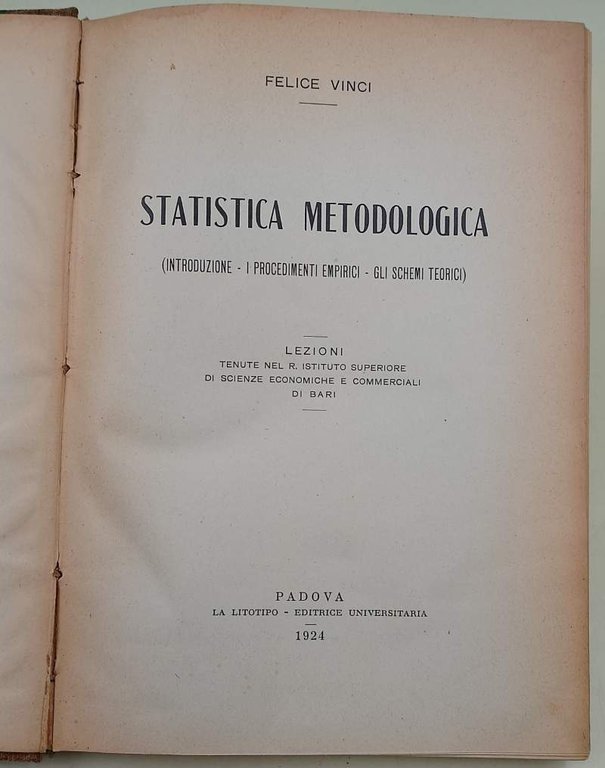 FELICE VINCI
STATISTICA METODOLOGICA
(INTRODUZIONE - I PROCEDIMENTI EMPIRICI - GLI SCHEMI TEORICI)
LEZIONI
TENUTE NEL R. ISTITUTO SUPERIORE
DI SCIENZE ECONOMICHE E COMMERCIALI
DI BARI
PADOVA
LA LITOTIPO - EDITRICE UNIVERSITARIA
1924